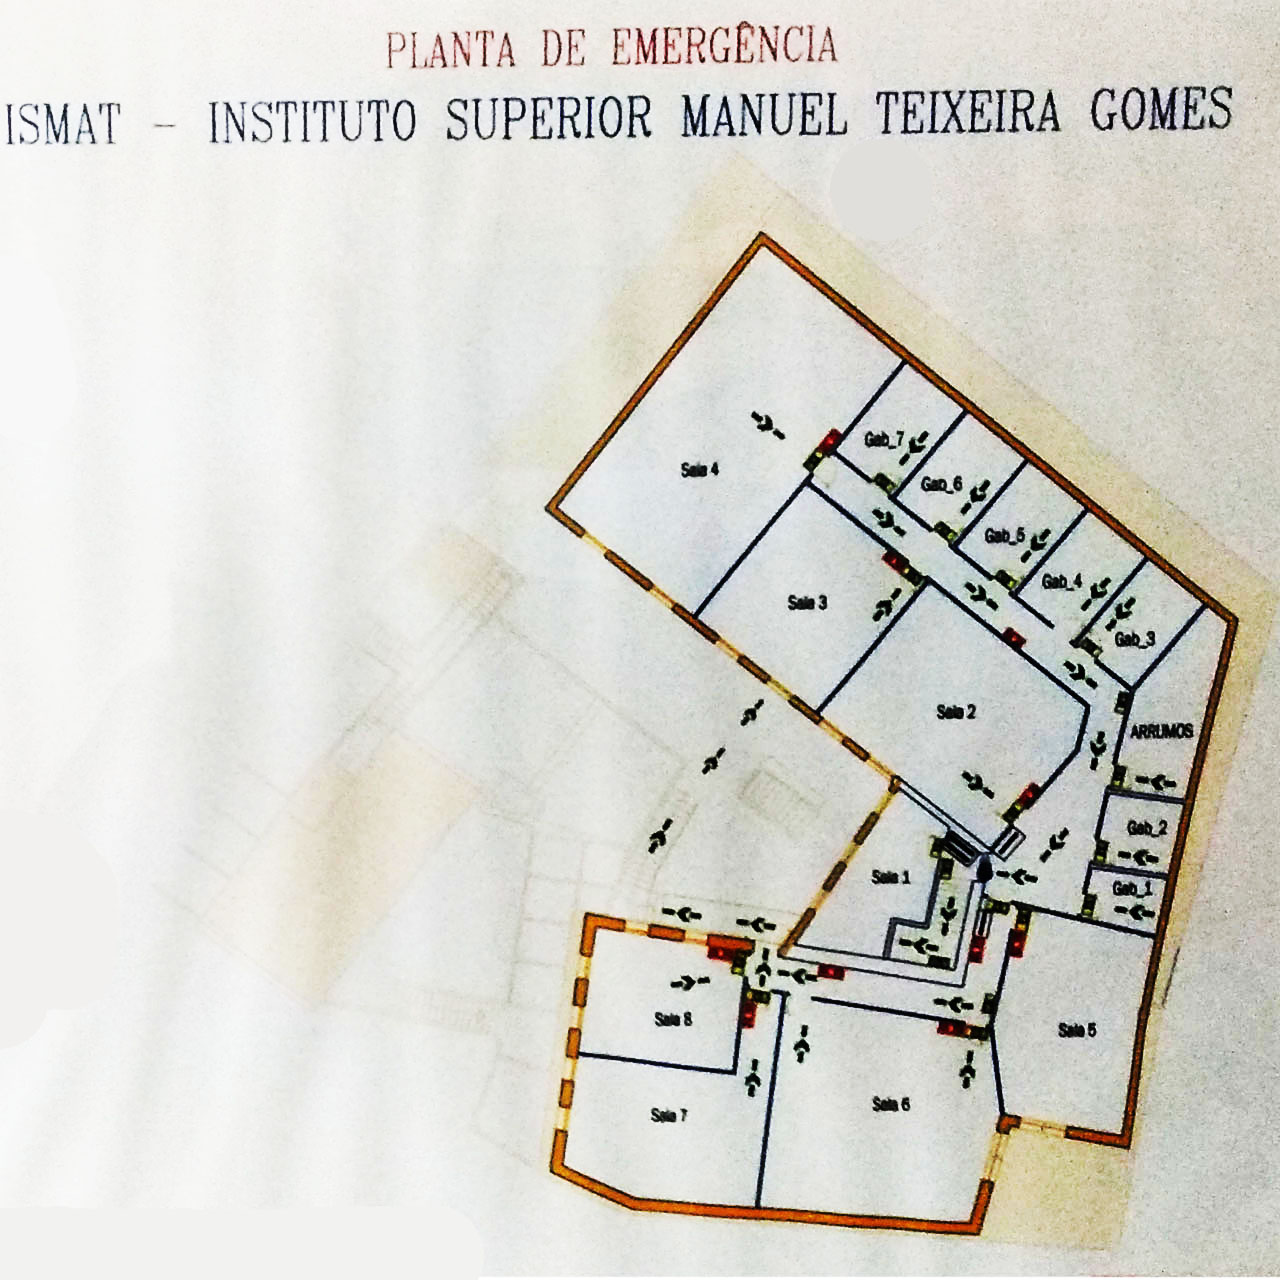 PLANTA DE EMERGÊNCIA
ISMAT - INSTITUTO SUPERIOR MANUEL TEIXEIRA GOMES
Gab_7
Sala 4
Gab_6
Gab_5
Gab_4
Sala 3
Gab_3
Sala 2
ARRUMOS
Gab_2
Sala 1
Gab_1
Sala 8
Sala 5
Sala 6
Sala 7